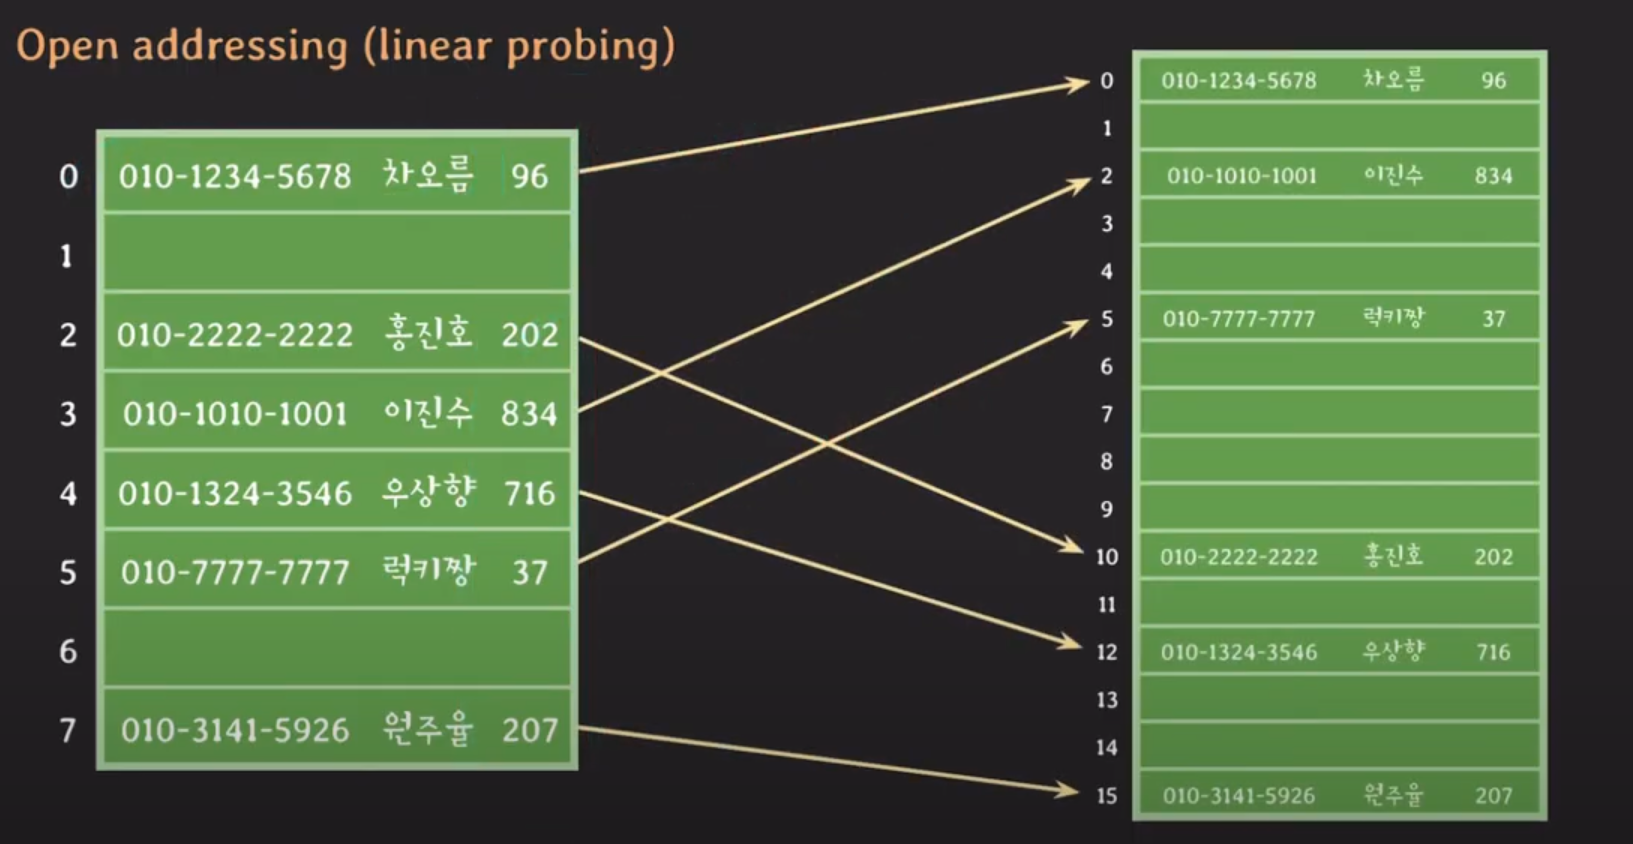 Open addressing (linear probing)
0 010-1234-5678 차오름 96
1
2 010-2222-2222 홍진호 202
3 010-1010-1001 이진수 834
4 010-1324-3546 우상향 716
5 010-7777-7777 럭키짱 37
6
7 010-3141-5926 원주율 207
0 010-1234-5678 차오름 96
1
2 010-1010-1001 이진수 834
3
4
5 010-7777-7777 럭키짱 37
6
7
8
9
10 010-2222-2222 홍진호 202
11
12 010-1324-3546 우상향 716
13
14
15 010-3141-5926 원주율 207